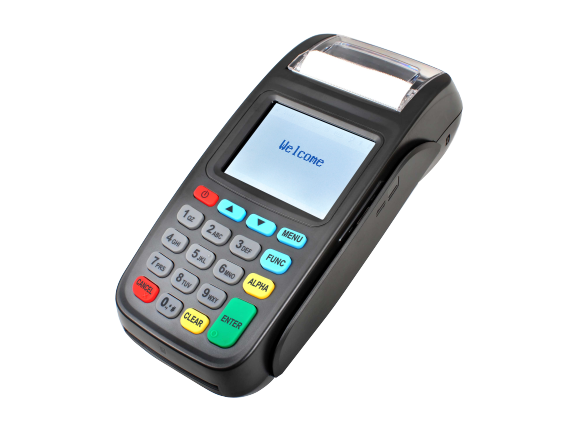 Welcome
MENU
1QZ 2ABC 3DEF FUNC
4GHI 5JKL 6MNO ALPHA
7PRS 8TUV 9WXY
CANCEL 0.*# CLEAR ENTER